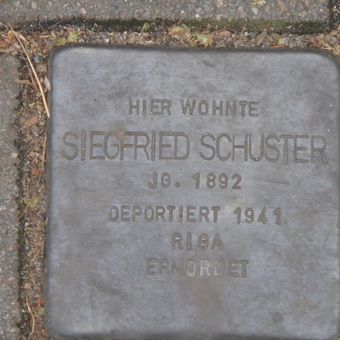 HIER WOHNTE
SIEGFRIED SCHUSTER
JG. 1892
DEPORTIERT 1941
RIGA
ERMORDET